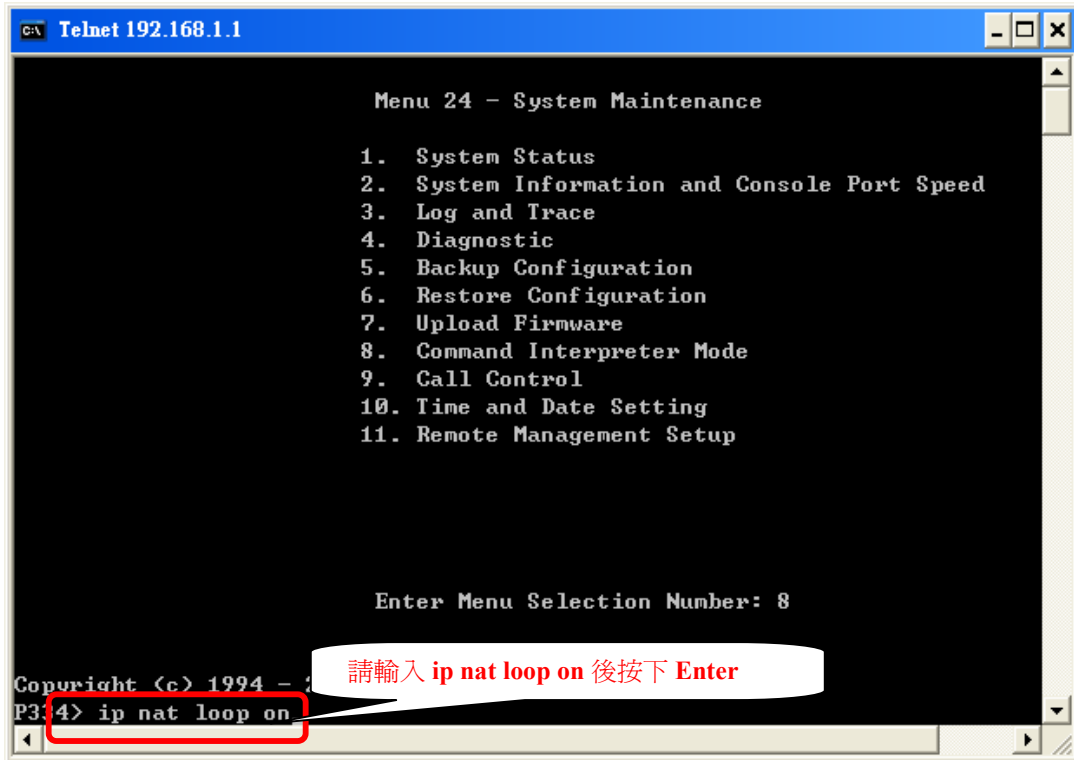 Telnet 192.168.1.1
Menu 24 - System Maintenance
1. System Status
2. System Information and Console Port Speed
3. Log and Trace
4. Diagnostic
5. Backup Configuration
6. Restore Configuration
7. Upload Firmware
8. Command Interpreter Mode
9. Call Control
10. Time and Date Setting
11. Remote Management Setup
Enter Menu Selection Number: 8
請輸入 ip nat loop on 後按下 Enter
Copyright (c) 1994 -
P334> ip nat loop on